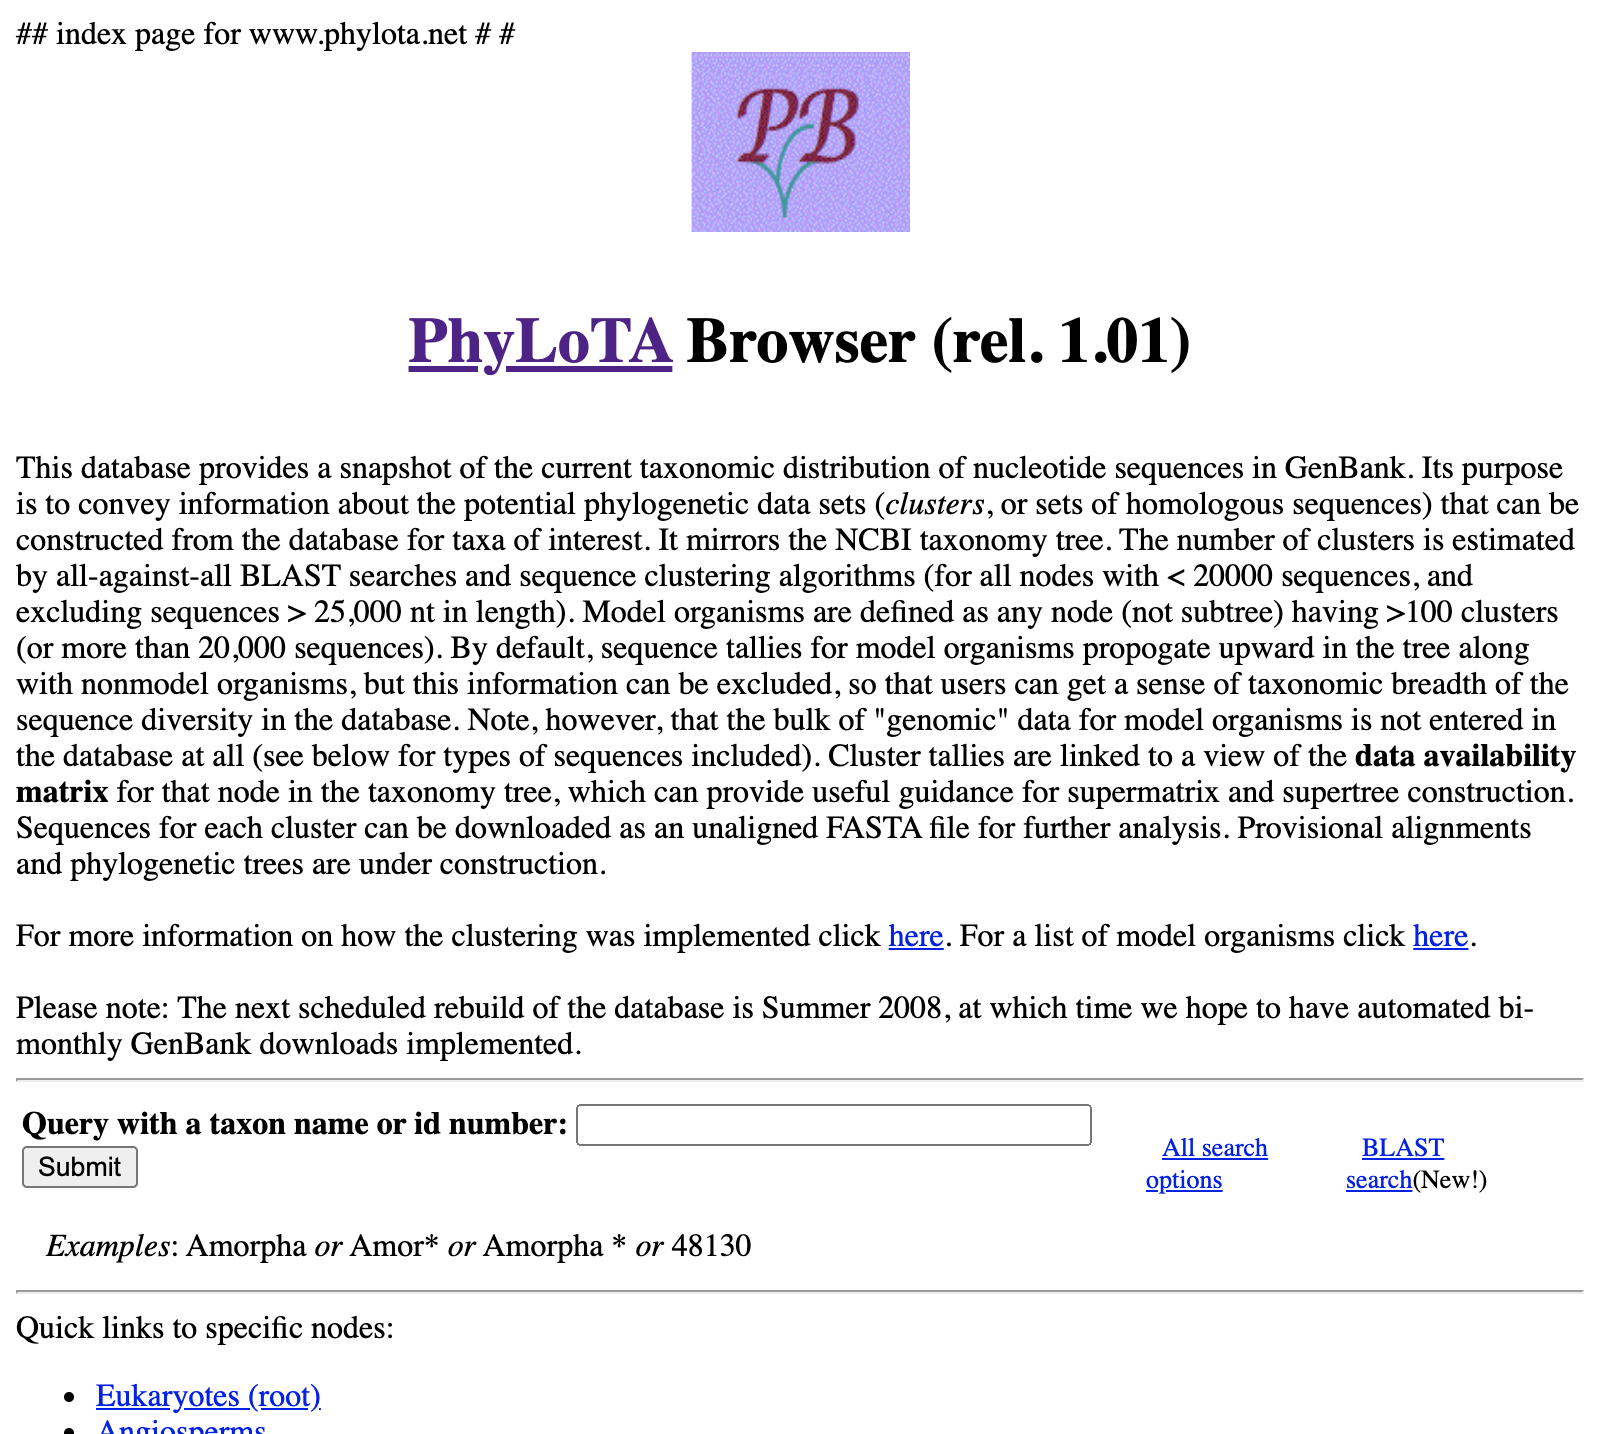 ## index page for www.phylota.net # #
PB
PhyLoTA Browser (rel. 1.01)
This database provides a snapshot of the current taxonomic distribution of nucleotide sequences in GenBank. Its purpose
is to convey information about the potential phylogenetic data sets (clusters, or sets of homologous sequences) that can be
constructed from the database for taxa of interest. It mirrors the NCBI taxonomy tree. The number of clusters is estimated
by all-against-all BLAST searches and sequence clustering algorithms (for all nodes with < 20000 sequences, and
excluding sequences > 25,000 nt in length). Model organisms are defined as any node (not subtree) having >100 clusters
(or more than 20,000 sequences). By default, sequence tallies for model organisms propogate upward in the tree along
with nonmodel organisms, but this information can be excluded, so that users can get a sense of taxonomic breadth of the
sequence diversity in the database. Note, however, that the bulk of "genomic" data for model organisms is not entered in
the database at all (see below for types of sequences included). Cluster tallies are linked to a view of the data availability
matrix for that node in the taxonomy tree, which can provide useful guidance for supermatrix and supertree construction.
Sequences for each cluster can be downloaded as an unaligned FASTA file for further analysis. Provisional alignments
and phylogenetic trees are under construction.
For more information on how the clustering was implemented click here. For a list of model organisms click here.
Please note: The next scheduled rebuild of the database is Summer 2008, at which time we hope to have automated bi-
monthly GenBank downloads implemented.
Query with a taxon name or id number:
Submit
All search
options
BLAST
search(New!)
Examples: Amorpha or Amor* or Amorpha * or 48130
Quick links to specific nodes:
• Eukaryotes (root)
• Angiosperms